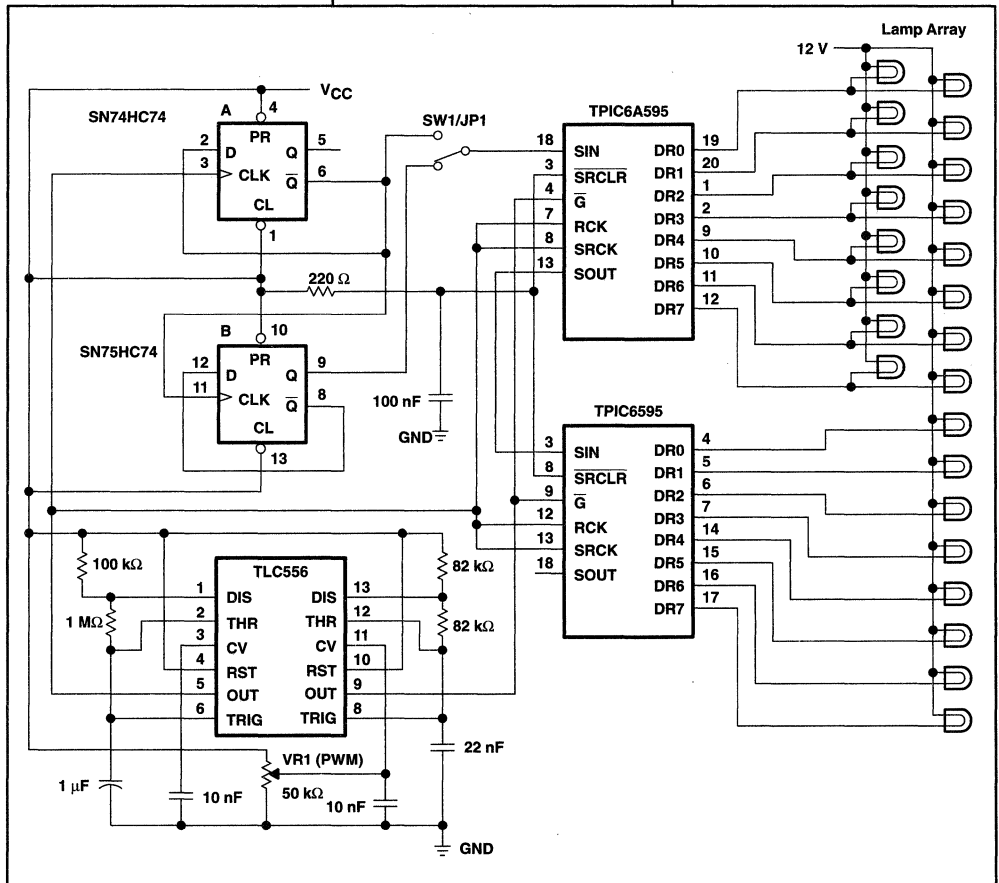 Lamp Array
12 V
VCC
SN74HC74
A
4
PR
2
D
Q
5
3
CLK
Q
6
CL
1
SW1/JP1
220 Ω
B
10
SN75HC74
PR
12
D
Q
9
11
CLK
Q
8
CL
13
100 nF
GND
TPIC6A595
18
SIN
DR0
19
3
SRCLR
DR1
20
4
G
DR2
1
7
RCK
DR3
2
8
SRCK
DR4
9
13
SOUT
DR5
10
DR6
11
DR7
12
TPIC6595
3
SIN
DR0
4
8
SRCLR
DR1
5
9
G
DR2
6
12
RCK
DR3
7
13
SRCK
DR4
14
18
SOUT
DR5
15
DR6
16
DR7
17
100 kΩ
1 MΩ
TLC556
1
DIS
DIS
13
2
THR
THR
12
3
CV
CV
11
4
RST
RST
10
5
OUT
OUT
9
6
TRIG
TRIG
8
82 kΩ
82 kΩ
22 nF
VR1 (PWM)
50 kΩ
1 μF
10 nF
10 nF
GND